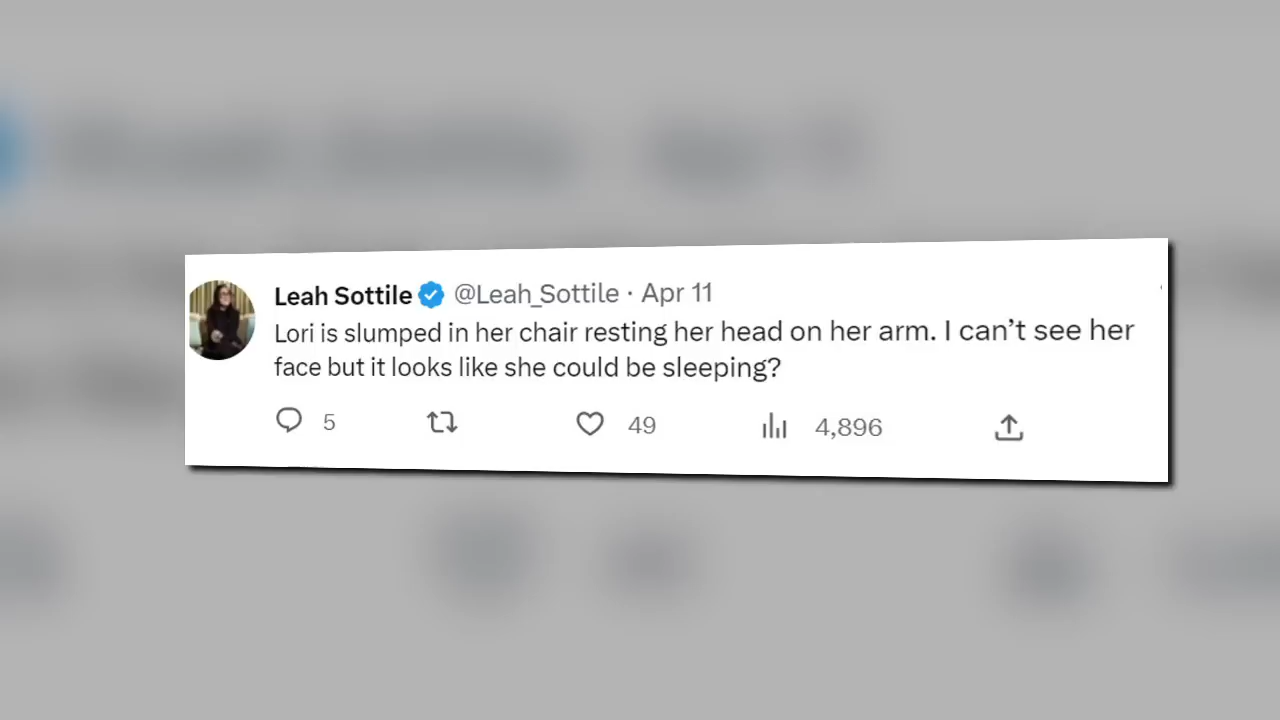 Leah Sottile @Leah_Sottile · Apr 11
Lori is slumped in her chair resting her head on her arm. I can’t see her
face but it looks like she could be sleeping?
5 49 4,896